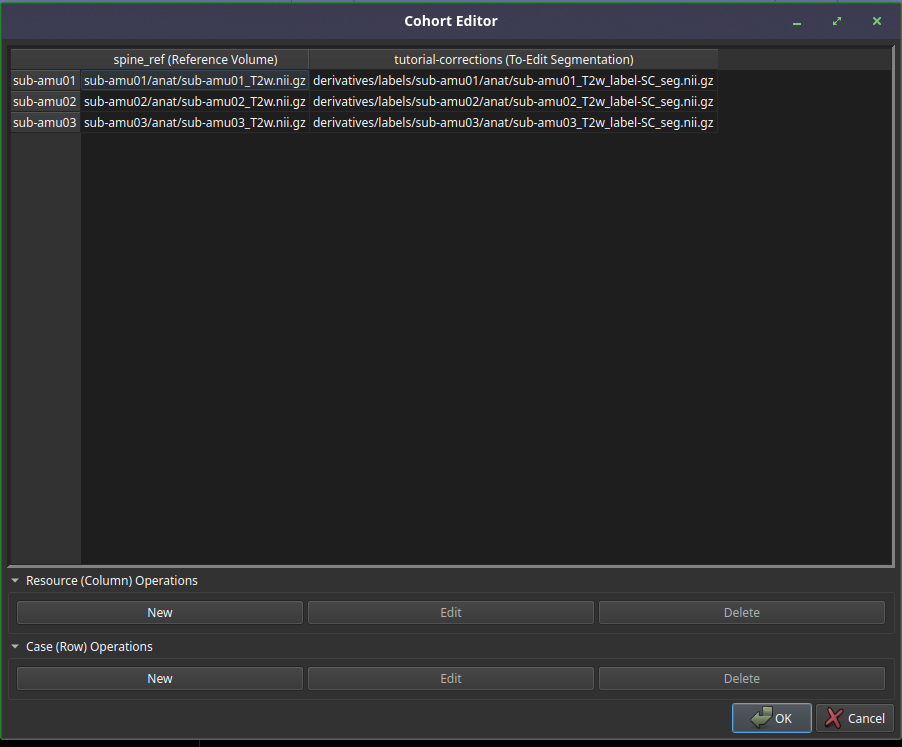 Cohort Editor
spine_ref (Reference Volume) tutorial-corrections (To-Edit Segmentation)
sub-amu01 sub-amu01/anat/sub-amu01_T2w.nii.gz derivatives/labels/sub-amu01/anat/sub-amu01_T2w_label-SC_seg.nii.gz
sub-amu02 sub-amu02/anat/sub-amu02_T2w.nii.gz derivatives/labels/sub-amu02/anat/sub-amu02_T2w_label-SC_seg.nii.gz
sub-amu03 sub-amu03/anat/sub-amu03_T2w.nii.gz derivatives/labels/sub-amu03/anat/sub-amu03_T2w_label-SC_seg.nii.gz
Resource (Column) Operations
New Edit Delete
Case (Row) Operations
New Edit Delete
OK Cancel